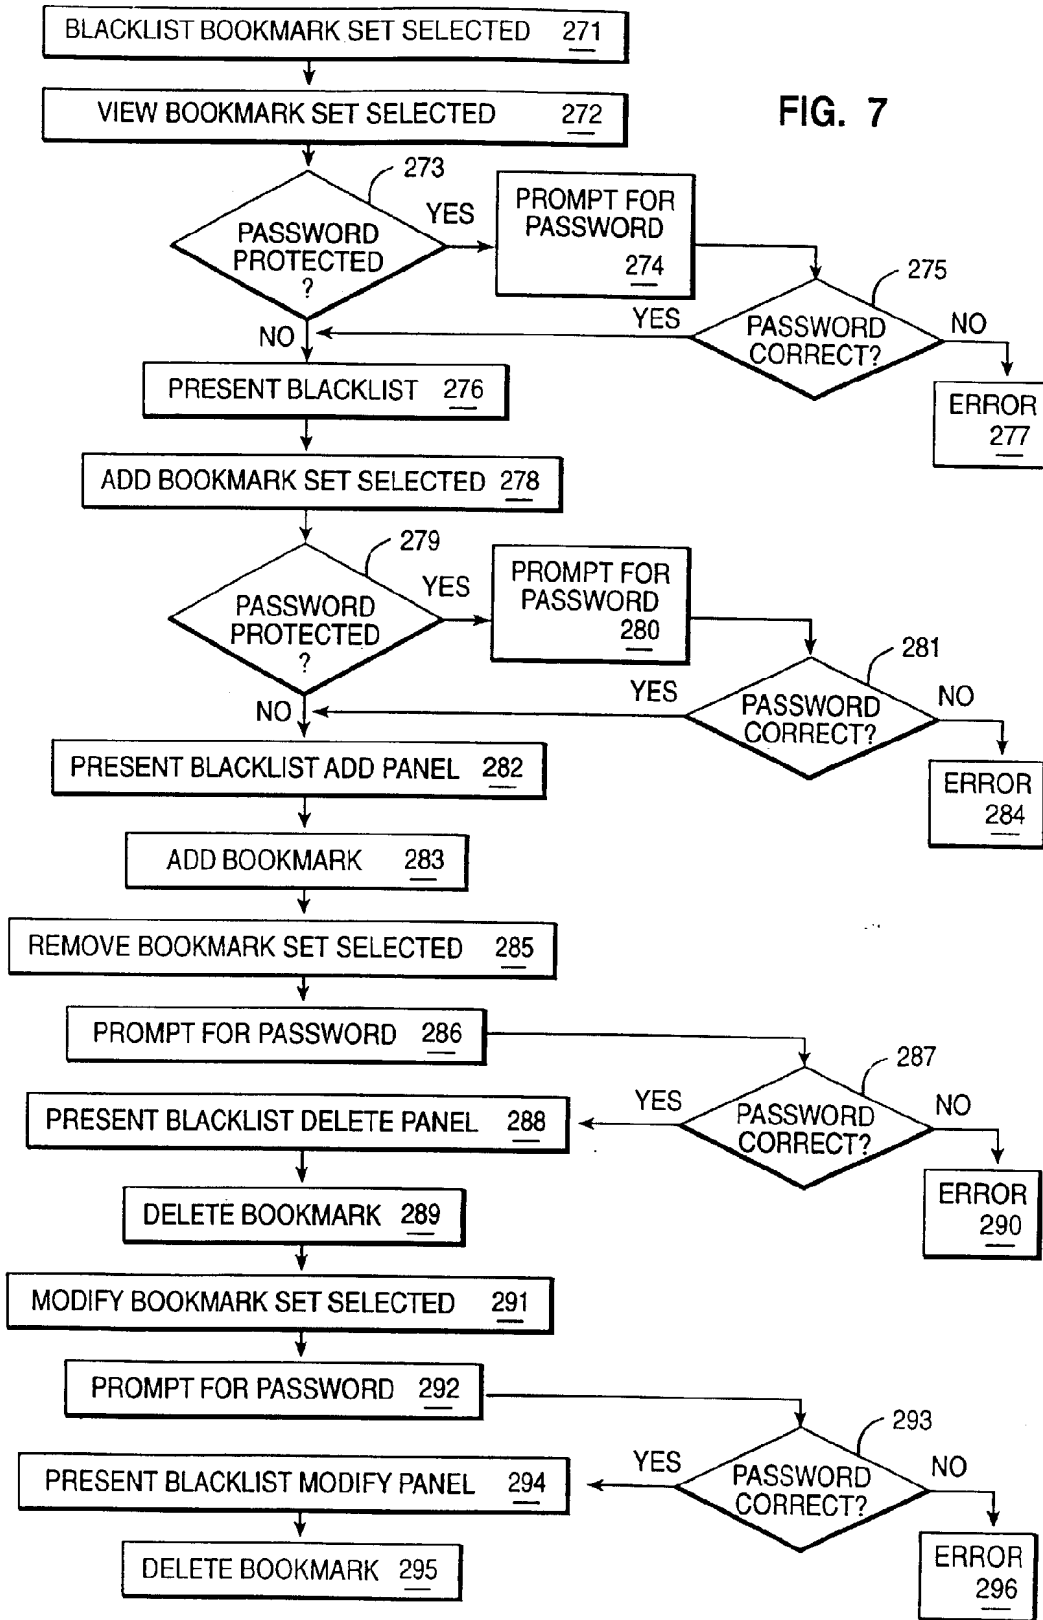 BLACKLIST BOOKMARK SET SELECTED 271
VIEW BOOKMARK SET SELECTED 272
FIG. 7
273
PASSWORD
PROTECTED
?
YES
PROMPT FOR
PASSWORD
274
275
NO
YES
PASSWORD
CORRECT?
NO
ERROR
277
PRESENT BLACKLIST 276
ADD BOOKMARK SET SELECTED 278
279
PASSWORD
PROTECTED
?
YES
PROMPT FOR
PASSWORD
280
281
NO
YES
PASSWORD
CORRECT?
NO
ERROR
284
PRESENT BLACKLIST ADD PANEL 282
ADD BOOKMARK 283
REMOVE BOOKMARK SET SELECTED 285
PROMPT FOR PASSWORD 286
287
PRESENT BLACKLIST DELETE PANEL 288
YES
PASSWORD
CORRECT?
NO
ERROR
290
DELETE BOOKMARK 289
MODIFY BOOKMARK SET SELECTED 291
PROMPT FOR PASSWORD 292
293
PRESENT BLACKLIST MODIFY PANEL 294
YES
PASSWORD
CORRECT?
NO
ERROR
296
DELETE BOOKMARK 295